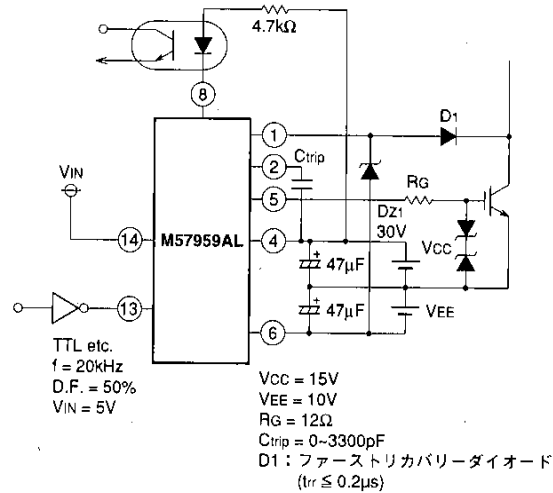 4.7kΩ
8
D1
1
Ctrip
2
VIN
RG
5
DZ1
30V
M57959AL
14
4
VCC
+
47μF
+
47μF
VEE
13
6
TTL etc.
f = 20kHz
D.F. = 50%
VIN = 5V
VCC = 15V
VEE = 10V
RG = 12Ω
Ctrip = 0~3300pF
D1：ファーストリカバリーダイオード
(trr ≦ 0.2μs)